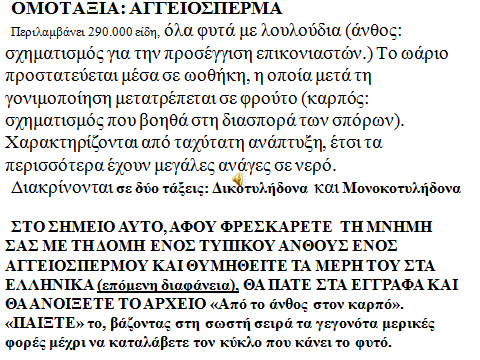 ΟΜΟΤΑΞΙΑ: ΑΓΓΕΙΟΣΠΕΡΜΑ
Περιλαμβάνει 290.000 είδη, όλα φυτά με λουλούδια (άνθος:
σχηματισμός για την προσέγγιση επικονιαστών.) Το ωάριο
προστατεύεται μέσα σε ωοθήκη, η οποία μετά τη
γονιμοποίηση μετατρέπεται σε φρούτο (καρπός:
σχηματισμός που βοηθά στη διασπορά των σπόρων).
Χαρακτηρίζονται από ταχύτατη ανάπτυξη, έτσι τα
περισσότερα έχουν μεγάλες ανάγες σε νερό.
Διακρίνονται σε δύο τάξεις: Δικοτυλήδονα και Μονοκοτυλήδονα
ΣΤΟ ΣΗΜΕΙΟ ΑΥΤΟ, ΑΦΟΥ ΦΡΕΣΚΑΡΕΤΕ ΤΗ ΜΝΗΜΗ
ΣΑΣ ΜΕ ΤΗ ΔΟΜΗ ΕΝΟΣ ΤΥΠΙΚΟΥ ΑΝΘΟΥΣ ΕΝΟΣ
ΑΓΓΕΙΟΣΠΕΡΜΟΥ ΚΑΙ ΘΥΜΗΘΕΙΤΕ ΤΑ ΜΕΡΗ ΤΟΥ ΣΤΑ
ΕΛΛΗΝΙΚΑ (επόμενη διαφάνεια), ΘΑ ΠΑΤΕ ΣΤΑ ΕΓΓΡΑΦΑ ΚΑΙ
ΘΑ ΑΝΟΙΞΕΤΕ ΤΟ ΑΡΧΕΙΟ «Από το άνθος στον καρπό».
«ΠΑΙΞΤΕ» το, βάζοντας στη σωστή σειρά τα γεγονότα μερικές
φορές μέχρι να καταλάβετε τον κύκλο που κάνει το φυτό.